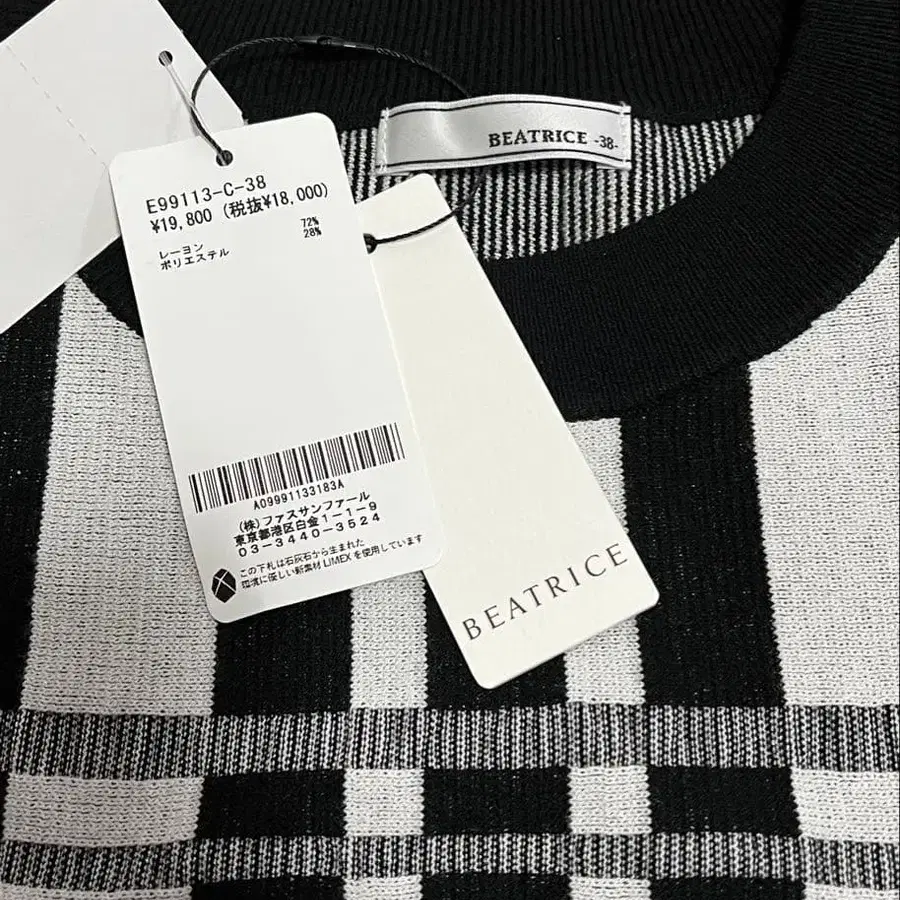 BEATRICE -38-
E99113-C-38
¥19,800 (税抜¥18,000)
レーヨン 72%
ポリエステル 28%
A09991133183A
(株)ファスサンファール
東京都港区白金1-1-9
03-3440-3524
この下札は石灰石から生まれた
環境に優しい新素材 LIMEX を使用しています
BEATRICE